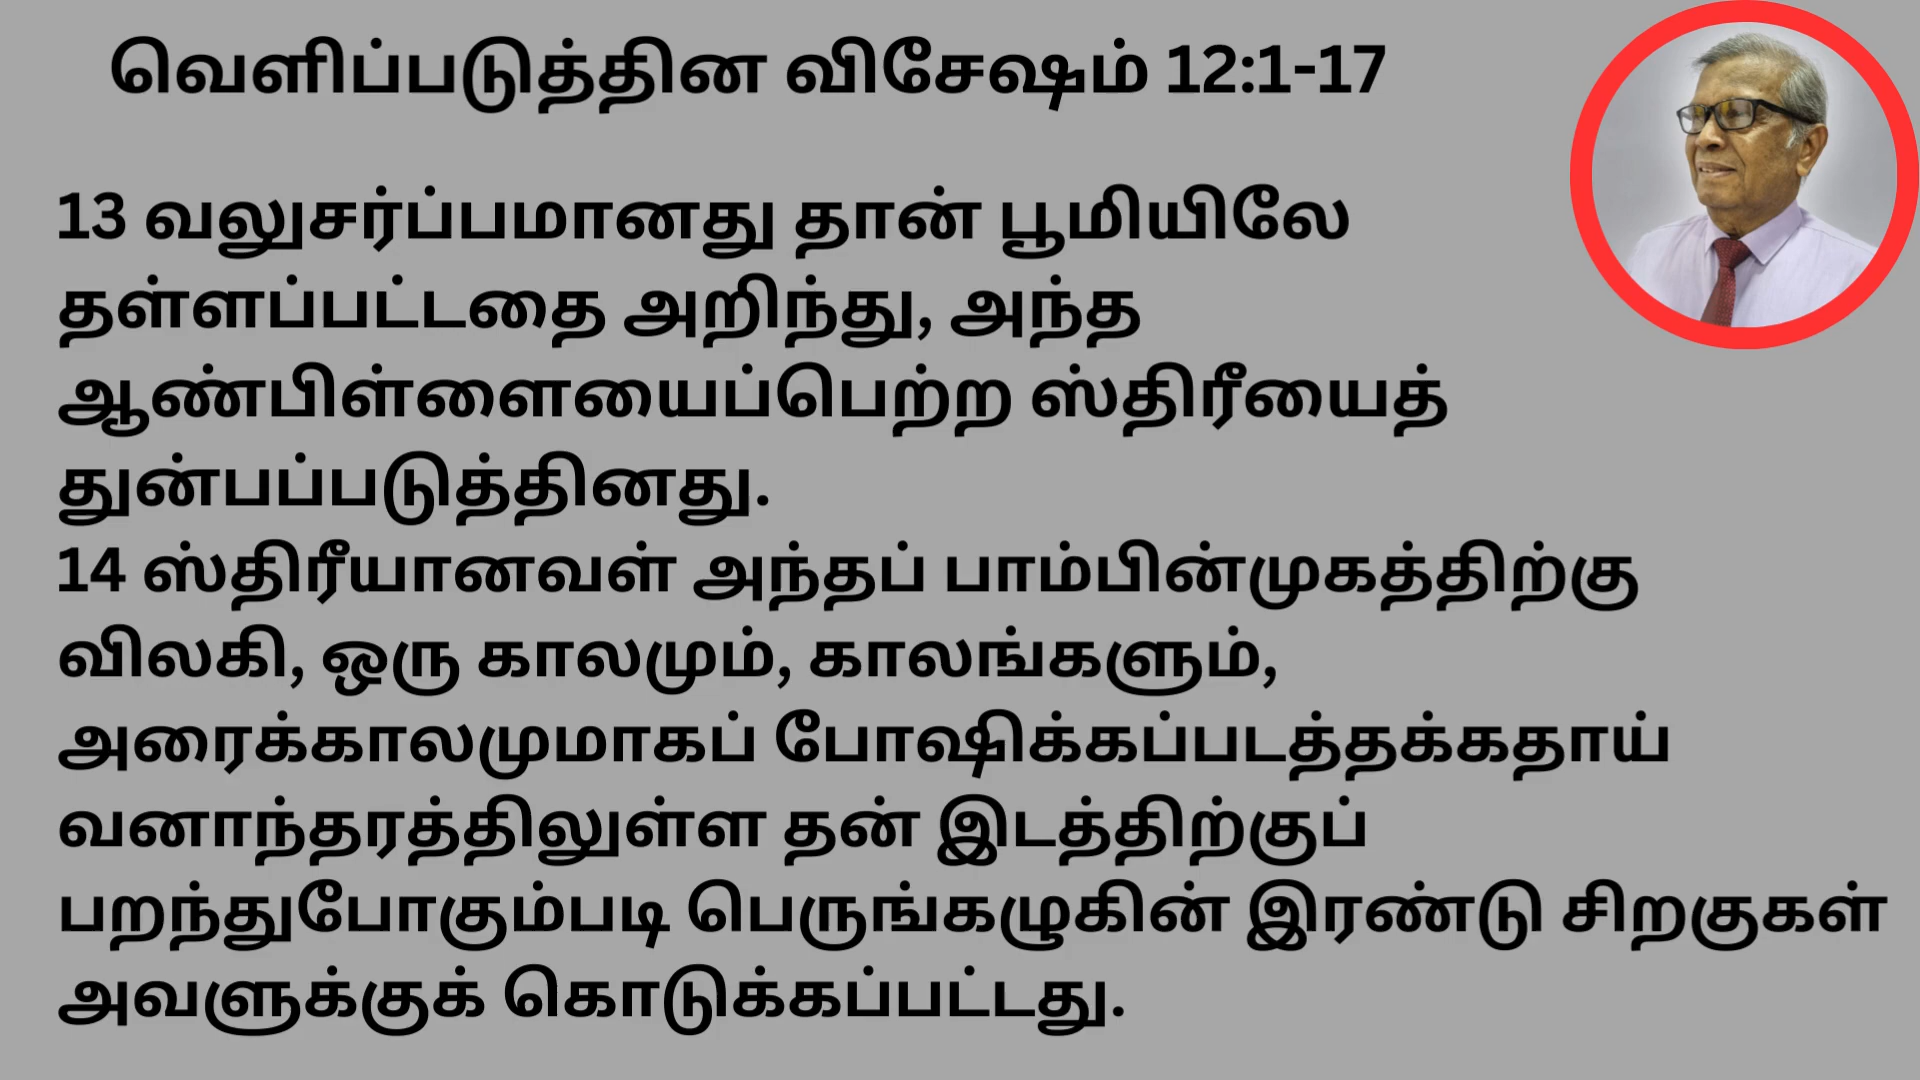 வெளிப்படுத்தின விசேஷம் 12:1-17
13 வலுசர்ப்பமானது தான் பூமியிலே
தள்ளப்பட்டதை அறிந்து, அந்த
ஆண்பிள்ளையைப்பெற்ற ஸ்திரீயைத்
துன்பப்படுத்தினது.
14 ஸ்திரீயானவள் அந்தப் பாம்பின்முகத்திற்கு
விலகி, ஒரு காலமும், காலங்களும்,
அரைக்காலமுமாகப் போஷிக்கப்படத்தக்கதாய்
வனாந்தரத்திலுள்ள தன் இடத்திற்குப்
பறந்துபோகும்படி பெருங்கழுகின் இரண்டு சிறகுகள்
அவளுக்குக் கொடுக்கப்பட்டது.